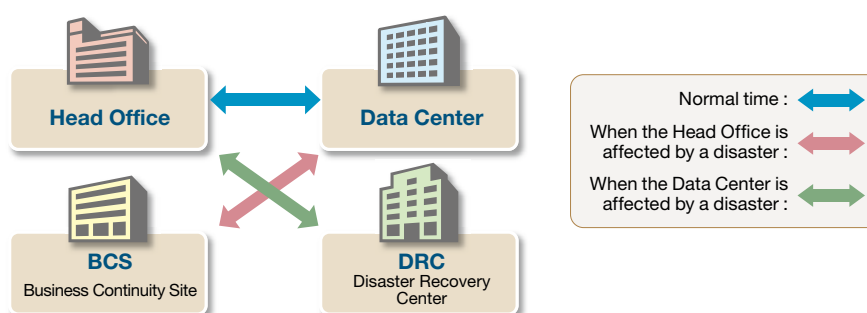 Head Office
Data Center
BCS
Business Continuity Site
DRC
Disaster Recovery
Center
Normal time :
When the Head Office is
affected by a disaster :
When the Data Center is
affected by a disaster :